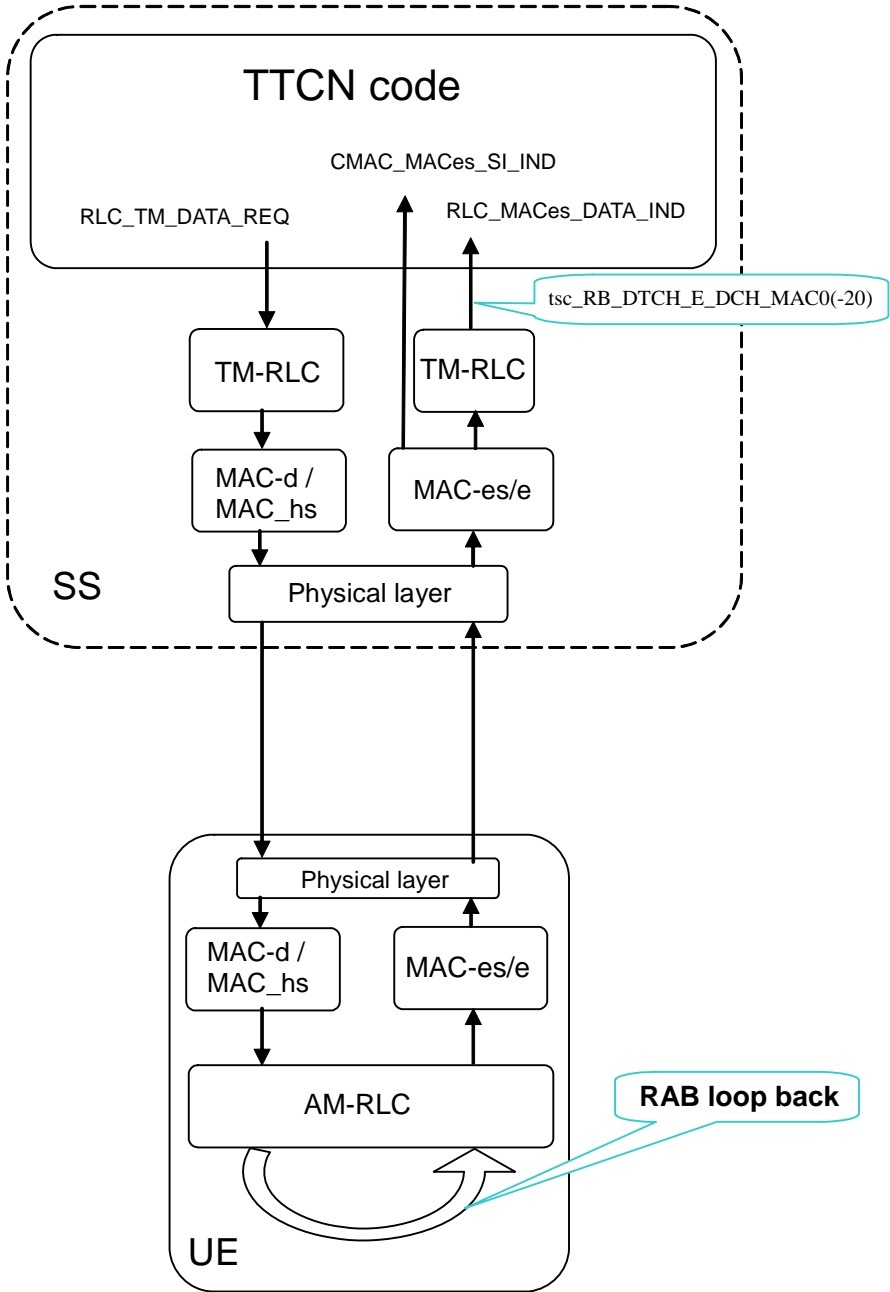 TTCN code
CMAC_MACes_SI_IND
RLC_TM_DATA_REQ
RLC_MACes_DATA_IND
tsc_RB_DTCH_E_DCH_MAC0(-20)
TM-RLC
TM-RLC
MAC-d /
MAC_hs
MAC-es/e
SS
Physical layer
Physical layer
MAC-d /
MAC_hs
MAC-es/e
AM-RLC
RAB loop back
UE